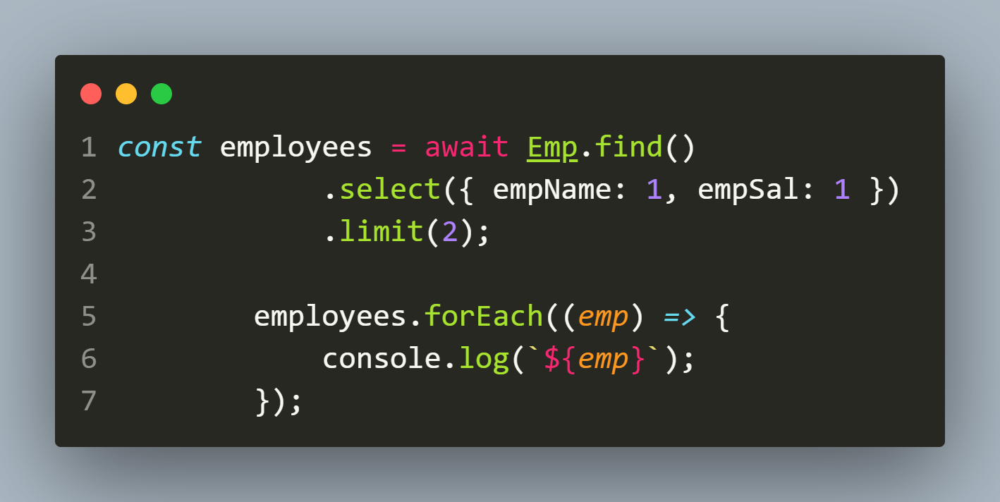 1 const employees = await Emp.find()
2             .select({ empName: 1, empSal: 1 })
3             .limit(2);
4
5         employees.forEach((emp) => {
6             console.log(`${emp}`);
7         });